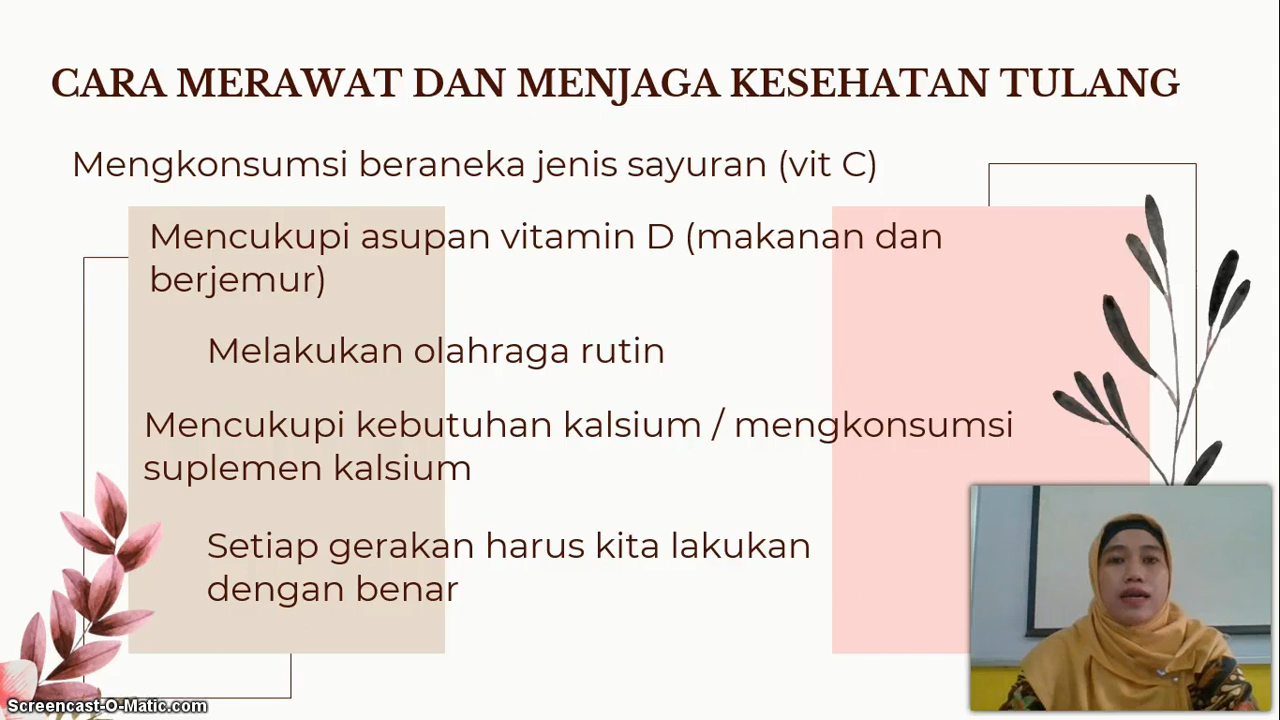 CARA MERAWAT DAN MENJAGA KESEHATAN TULANG
Mengkonsumsi beraneka jenis sayuran (vit C)
Mencukupi asupan vitamin D (makanan dan
berjemur)
Melakukan olahraga rutin
Mencukupi kebutuhan kalsium / mengkonsumsi
suplemen kalsium
Setiap gerakan harus kita lakukan
dengan benar
Screencast-O-Matic.com